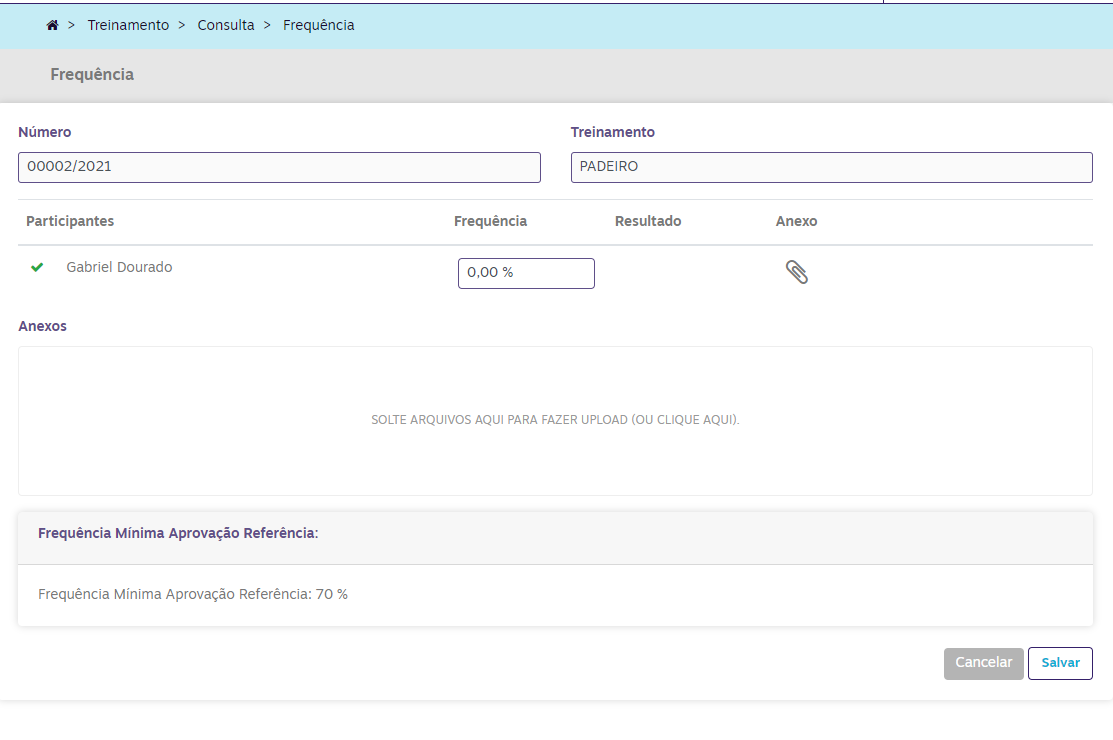 > Treinamento > Consulta > Frequência
Frequência
Número Treinamento
00002/2021 PADEIRO
Participantes Frequência Resultado Anexo
Gabriel Dourado 0,00 %
Anexos
SOLTE ARQUIVOS AQUI PARA FAZER UPLOAD (OU CLIQUE AQUI).
Frequência Mínima Aprovação Referência:
Frequência Mínima Aprovação Referência: 70 %
Cancelar Salvar